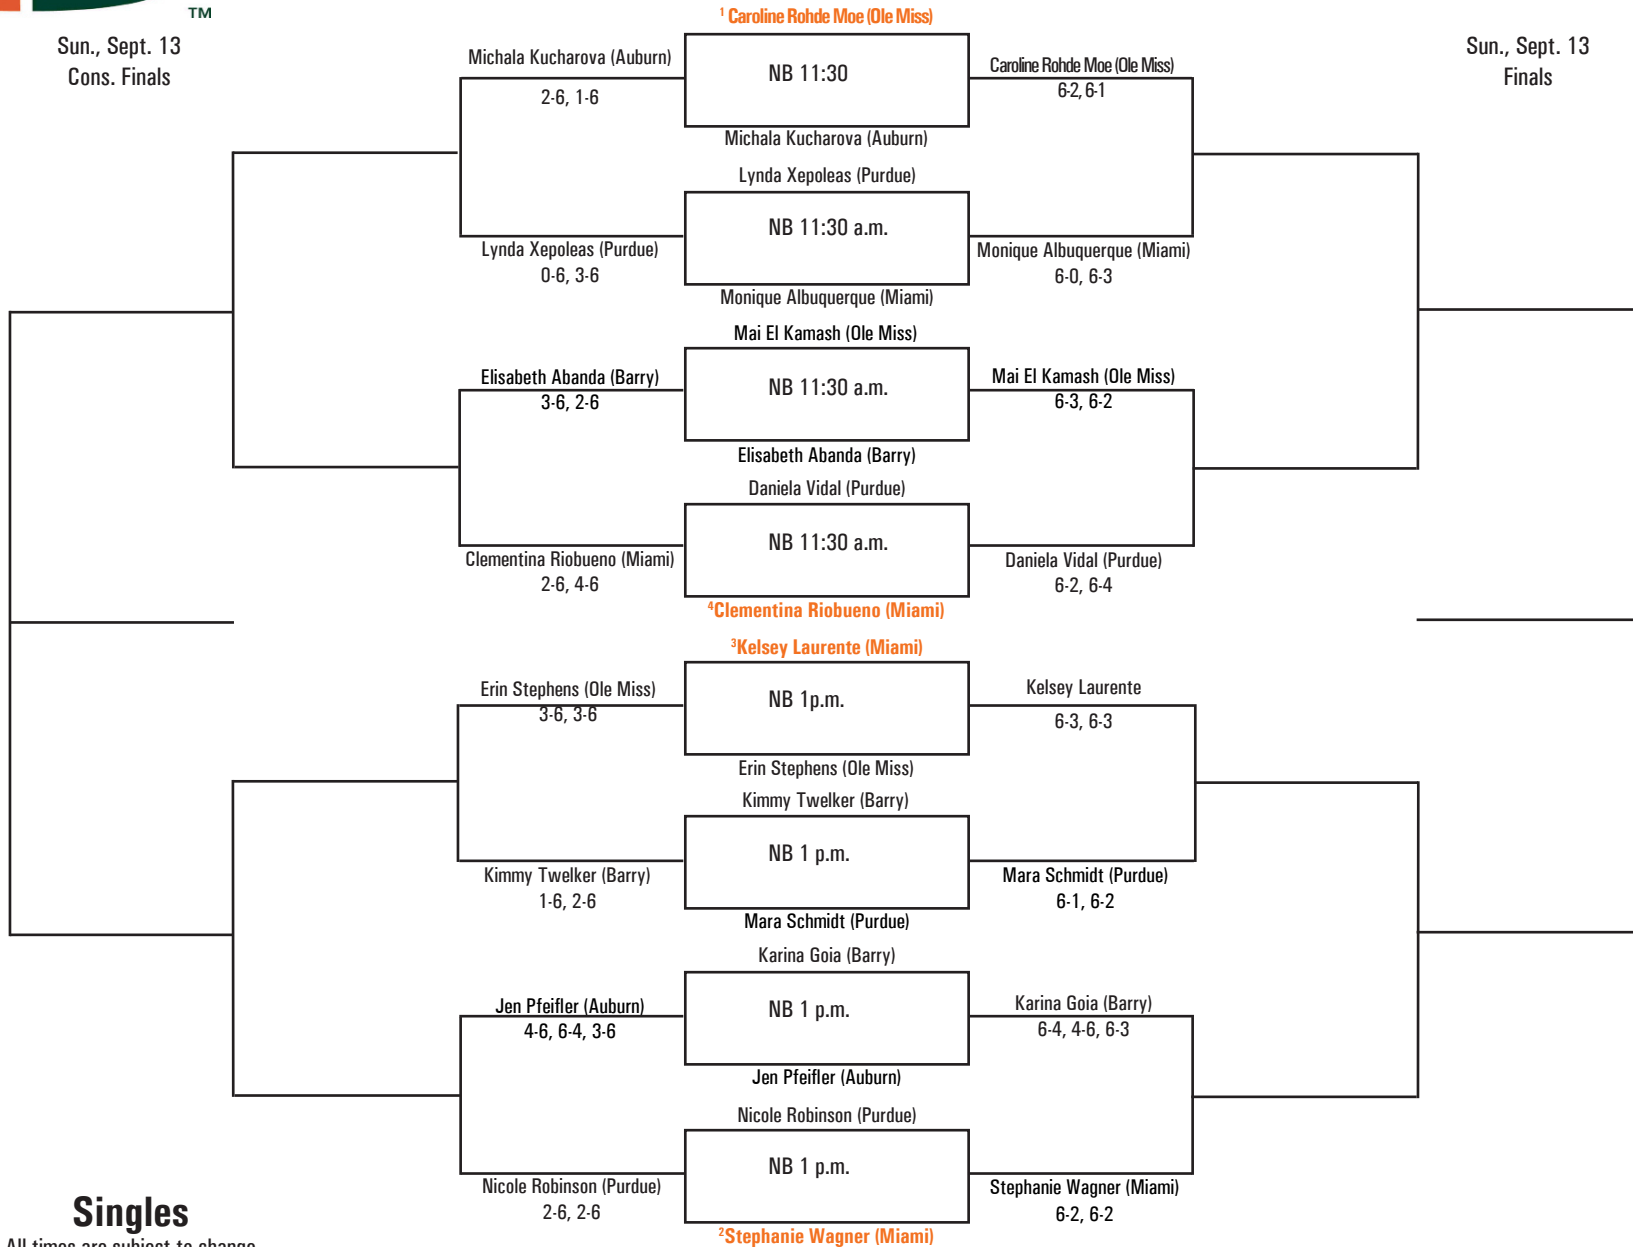 TM
Sun., Sept. 13
Cons. Finals
Sun., Sept. 13
Finals
1 Caroline Rohde Moe (Ole Miss)
Michala Kucharova (Auburn)
2-6, 1-6
NB 11:30
Caroline Rohde Moe (Ole Miss)
6-2, 6-1
Michala Kucharova (Auburn)
Lynda Xepoleas (Purdue)
NB 11:30 a.m.
Lynda Xepoleas (Purdue)
0-6, 3-6
Monique Albuquerque (Miami)
6-0, 6-3
Monique Albuquerque (Miami)
Mai El Kamash (Ole Miss)
Elisabeth Abanda (Barry)
3-6, 2-6
NB 11:30 a.m.
Mai El Kamash (Ole Miss)
6-3, 6-2
Elisabeth Abanda (Barry)
Daniela Vidal (Purdue)
NB 11:30 a.m.
Clementina Riobueno (Miami)
2-6, 4-6
Daniela Vidal (Purdue)
6-2, 6-4
4Clementina Riobueno (Miami)
3Kelsey Laurente (Miami)
Erin Stephens (Ole Miss)
3-6, 3-6
NB 1p.m.
Kelsey Laurente
6-3, 6-3
Erin Stephens (Ole Miss)
Kimmy Twelker (Barry)
NB 1 p.m.
Kimmy Twelker (Barry)
1-6, 2-6
Mara Schmidt (Purdue)
6-1, 6-2
Mara Schmidt (Purdue)
Karina Goia (Barry)
Jen Pfeifler (Auburn)
4-6, 6-4, 3-6
NB 1 p.m.
Karina Goia (Barry)
6-4, 4-6, 6-3
Jen Pfeifler (Auburn)
Nicole Robinson (Purdue)
NB 1 p.m.
Nicole Robinson (Purdue)
2-6, 2-6
Stephanie Wagner (Miami)
6-2, 6-2
2Stephanie Wagner (Miami)
Singles
All times are subject to change